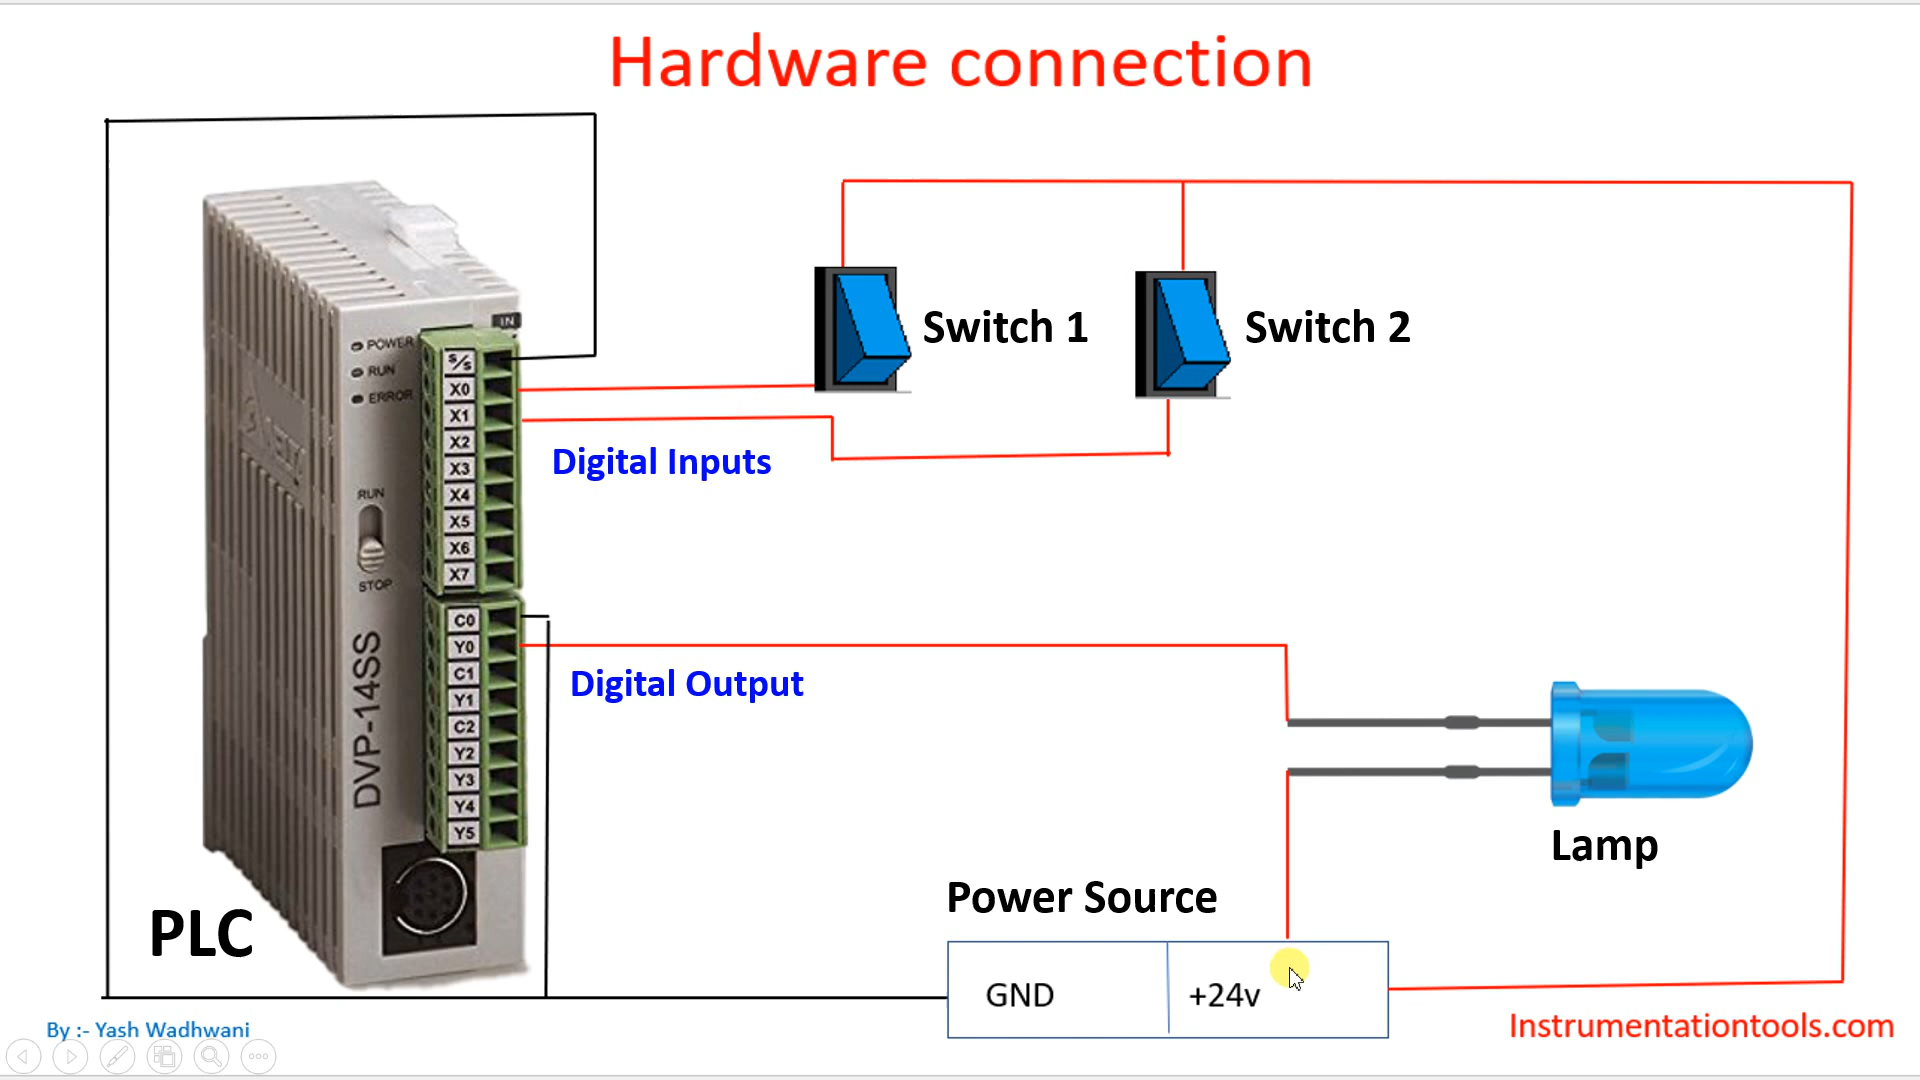 Hardware connection
IN
POWER
RUN
ERROR
S/S
X0
X1
X2
X3
X4
X5
X6
X7
RUN
STOP
DVP-14SS
C0
Y0
C1
Y1
C2
Y2
Y3
Y4
Y5
Switch 1
Switch 2
Digital Inputs
Digital Output
Lamp
Power Source
PLC
GND
+24v
By :- Yash Wadhwani
Instrumentationtools.com